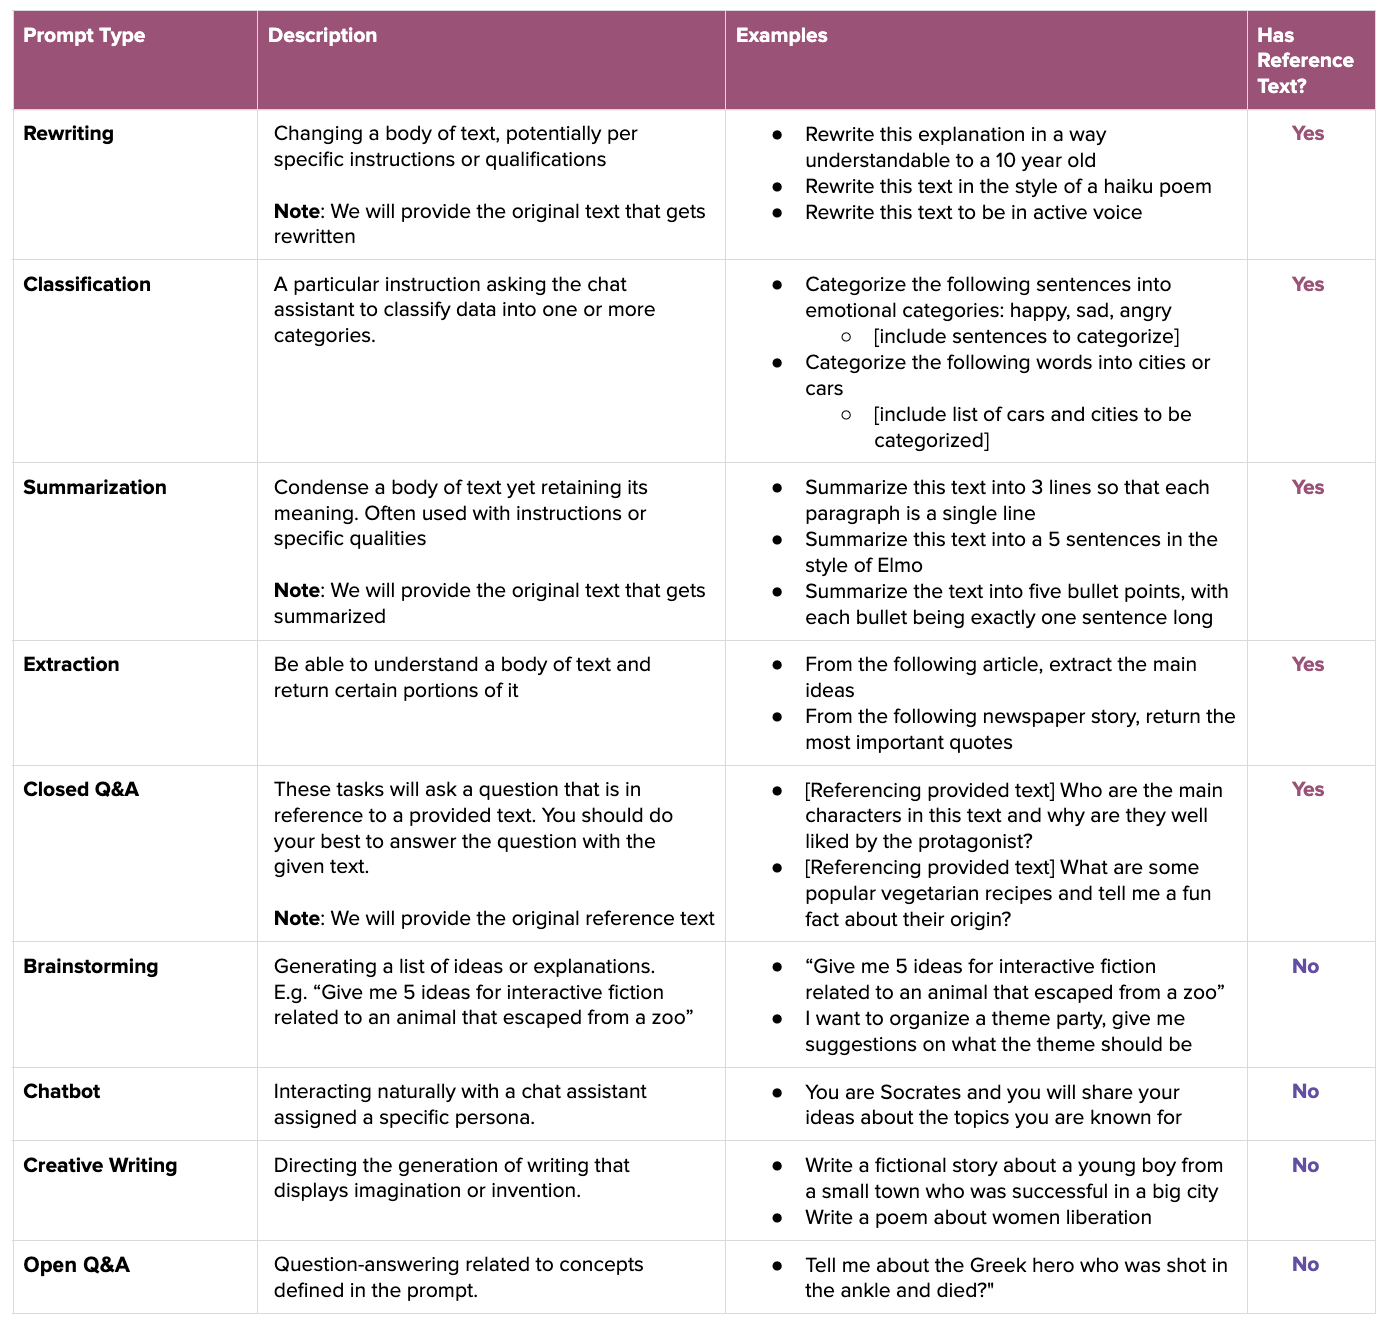 Prompt Type
Description
Examples
Has
Reference
Text?
Rewriting
Changing a body of text, potentially per
specific instructions or qualifications
Note: We will provide the original text that gets
rewritten
● Rewrite this explanation in a way
understandable to a 10 year old
● Rewrite this text in the style of a haiku poem
● Rewrite this text to be in active voice
Yes
Classification
A particular instruction asking the chat
assistant to classify data into one or more
categories.
● Categorize the following sentences into
emotional categories: happy, sad, angry
○ [include sentences to categorize]
● Categorize the following words into cities or
cars
○ [include list of cars and cities to be
categorized]
Yes
Summarization
Condense a body of text yet retaining its
meaning. Often used with instructions or
specific qualities
Note: We will provide the original text that gets
summarized
● Summarize this text into 3 lines so that each
paragraph is a single line
● Summarize this text into a 5 sentences in the
style of Elmo
● Summarize the text into five bullet points, with
each bullet being exactly one sentence long
Yes
Extraction
Be able to understand a body of text and
return certain portions of it
● From the following article, extract the main
ideas
● From the following newspaper story, return the
most important quotes
Yes
Closed Q&A
These tasks will ask a question that is in
reference to a provided text. You should do
your best to answer the question with the
given text.
Note: We will provide the original reference text
● [Referencing provided text] Who are the main
characters in this text and why are they well
liked by the protagonist?
● [Referencing provided text] What are some
popular vegetarian recipes and tell me a fun
fact about their origin?
Yes
Brainstorming
Generating a list of ideas or explanations.
E.g. “Give me 5 ideas for interactive fiction
related to an animal that escaped from a zoo”
● “Give me 5 ideas for interactive fiction
related to an animal that escaped from a zoo”
● I want to organize a theme party, give me
suggestions on what the theme should be
No
Chatbot
Interacting naturally with a chat assistant
assigned a specific persona.
● You are Socrates and you will share your
ideas about the topics you are known for
No
Creative Writing
Directing the generation of writing that
displays imagination or invention.
● Write a fictional story about a young boy from
a small town who was successful in a big city
● Write a poem about women liberation
No
Open Q&A
Question-answering related to concepts
defined in the prompt.
● Tell me about the Greek hero who was shot in
the ankle and died?"
No